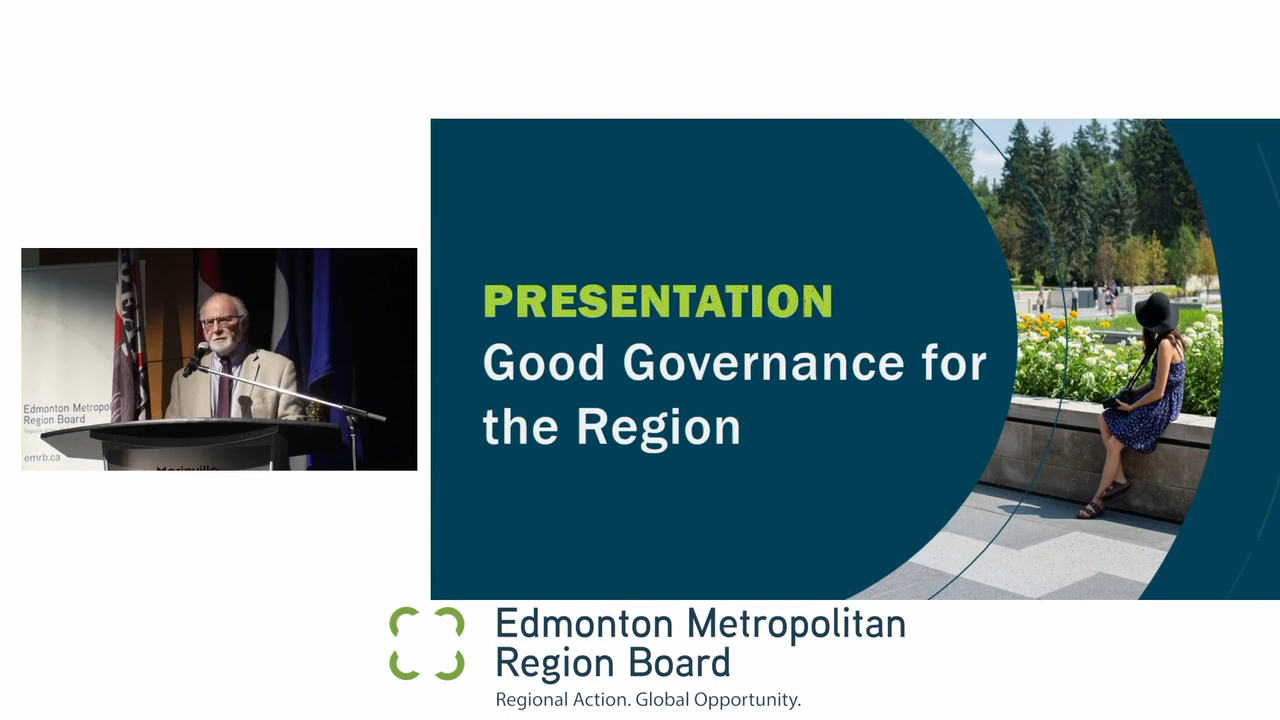 PRESENTATION
Good Governance for
the Region
Edmonton Metropol
Region Board
emrb.ca
Morinville
Edmonton Metropolitan
Region Board
Regional Action. Global Opportunity.